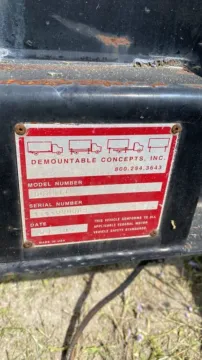 DEMOUNTABLE CONCEPTS, INC.
800.254.3643
MODEL NUMBER
SERIAL NUMBER
DATE
THIS VEHICLE CONFORMS TO ALL
APPLICABLE FEDERAL MOTOR
VEHICLE SAFETY STANDARDS.
MADE IN USA